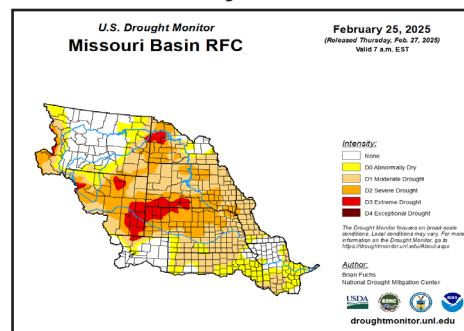 U.S. Drought Monitor
Missouri Basin RFC
February 25, 2025
(Released Thursday, Feb. 27, 2025)
Valid 7 a.m. EST
Intensity:
None
D0 Abnormally Dry
D1 Moderate Drought
D2 Severe Drought
D3 Extreme Drought
D4 Exceptional Drought
The Drought Monitor focuses on broad-scale
conditions. Local conditions may vary. For more
information on the Drought Monitor, go to
https://droughtmonitor.unl.edu/About.aspx
Author:
Brian Fuchs
National Drought Mitigation Center
USDA
NDMC
droughtmonitor.unl.edu